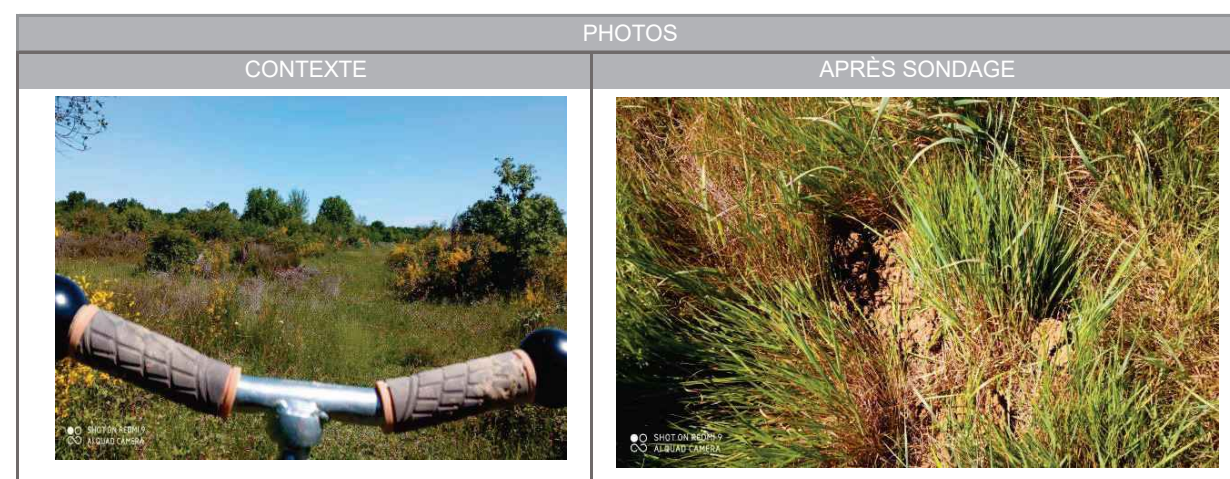 PHOTOS
CONTEXTE
APRÈS SONDAGE
SHOT ON REDMI 9
AI QUAD CAMERA
SHOT ON REDMI 9
AI QUAD CAMERA